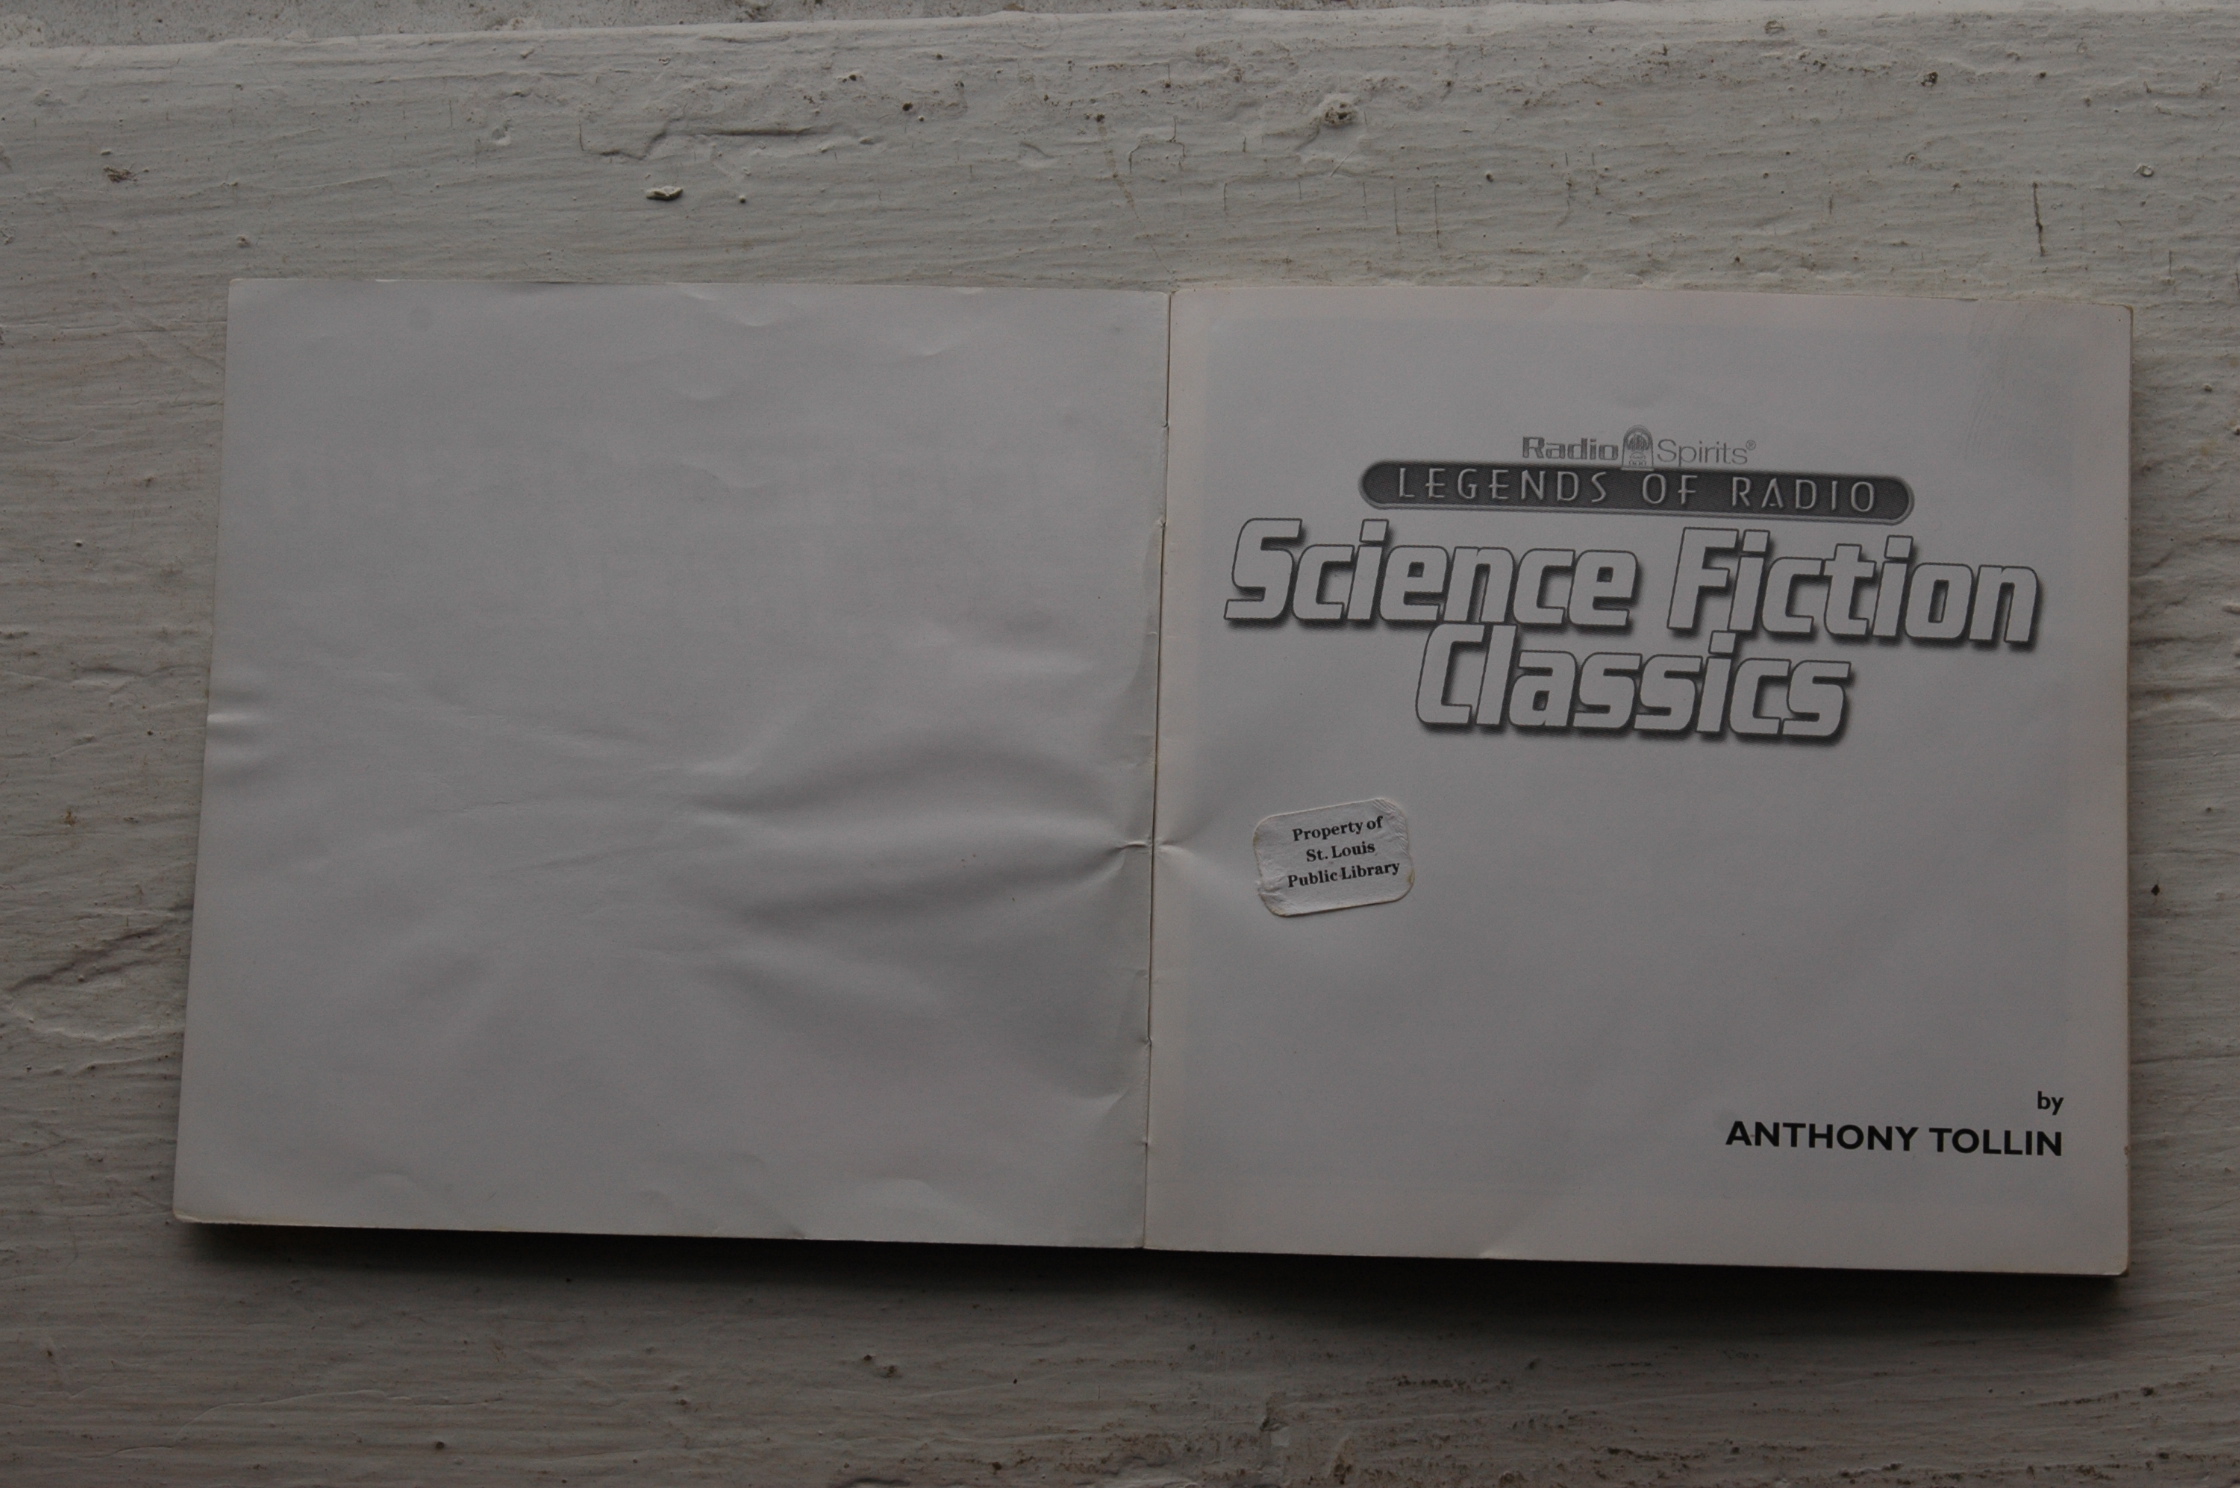 Radio Spirits®
LEGENDS OF RADIO
Science Fiction
Classics
Property of
St. Louis
Public Library
by
ANTHONY TOLLIN